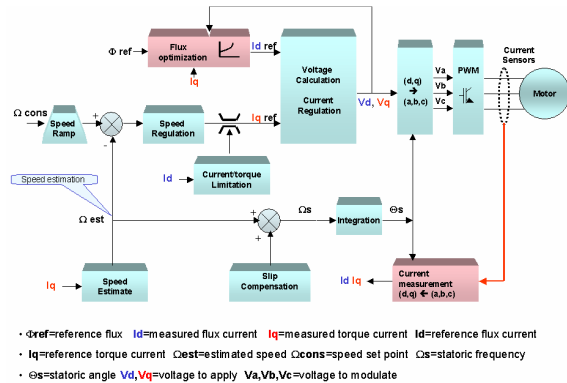 Φ ref
Flux
optimization
Id ref
Iq
Voltage
Calculation
Current
Regulation
Vd, Vq
(d,q)
→
(a,b,c)
Va
Vb
Vc
PWM
Current
Sensors
Motor
Ω cons
Speed
Ramp
+
-
Speed
Regulation
Iq ref
Id
Current/torque
Limitation
Speed estimation
Ω est
+
+
Ωs
Integration
Θs
Iq
Speed
Estimate
Slip
Compensation
Id Iq
Current
measurement
(d,q) ← (a,b,c)
· Φref=reference flux Id=measured flux current Iq=measured torque current Id=reference flux current
· Iq=reference torque current Ωest=estimated speed Ωcons=speed set point Ωs=statoric frequency
· Θs=statoric angle Vd,Vq=voltage to apply Va,Vb,Vc=voltage to modulate